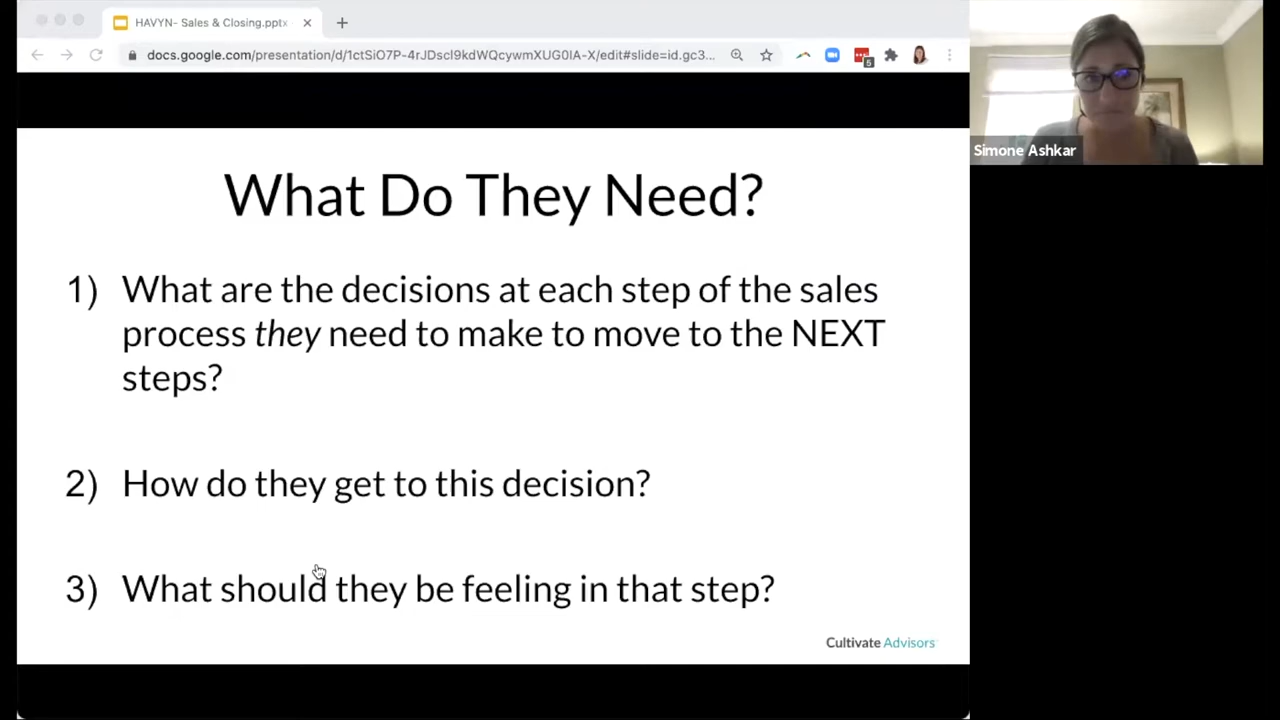 HAVYN- Sales & Closing.pptx
docs.google.com/presentation/d/1ctSiO7P-4rJDscI9kdWQcywmXUG0IA-X/edit#slide=id.gc3...
5
Simone Ashkar
What Do They Need?
1) What are the decisions at each step of the sales
process they need to make to move to the NEXT
steps?
2) How do they get to this decision?
3) What should they be feeling in that step?
Cultivate Advisors